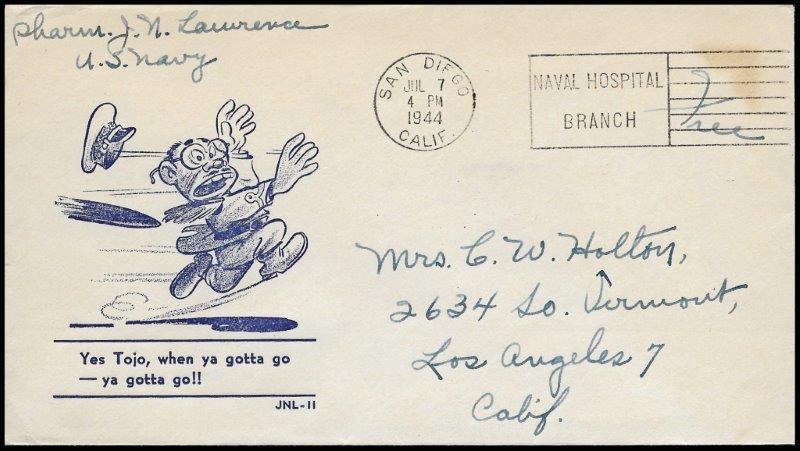 Pharm. J. N. Lawrence
U.S. Navy
SAN DIEGO
JUL 7
4 PM
1944
CALIF.
NAVAL HOSPITAL
BRANCH
Free
Mrs. C. W. Holton,
2634 So. Vermont,
Los Angeles 7
Calif.
Yes Tojo, when ya gotta go
— ya gotta go!!
JNL-11